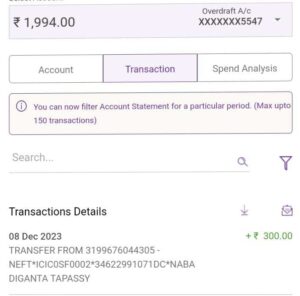 Overdraft A/c
₹ 1,994.00
XXXXXXX5547
Account
Transaction
Spend Analysis
You can now filter Account Statement for a particular period. (Max upto
150 transactions)
Search...
Transactions Details
08 Dec 2023
+ ₹ 300.00
TRANSFER FROM 3199676044305 -
NEFT*ICIC0SF0002*34622991071DC*NABA
DIGANTA TAPASSY